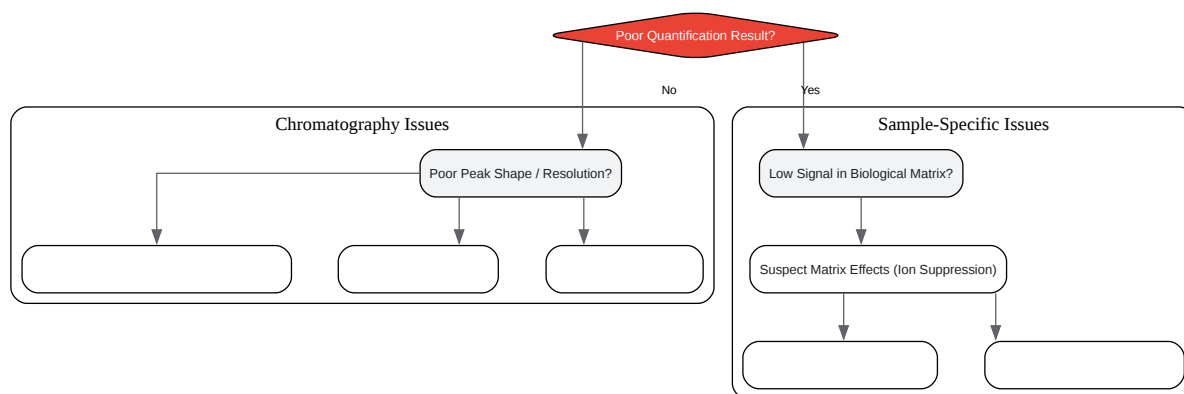 Poor Quantification Result?
No
Yes
Chromatography Issues
Sample-Specific Issues
Poor Peak Shape / Resolution?
Low Signal in Biological Matrix?
Suspect Matrix Effects (Ion Suppression)